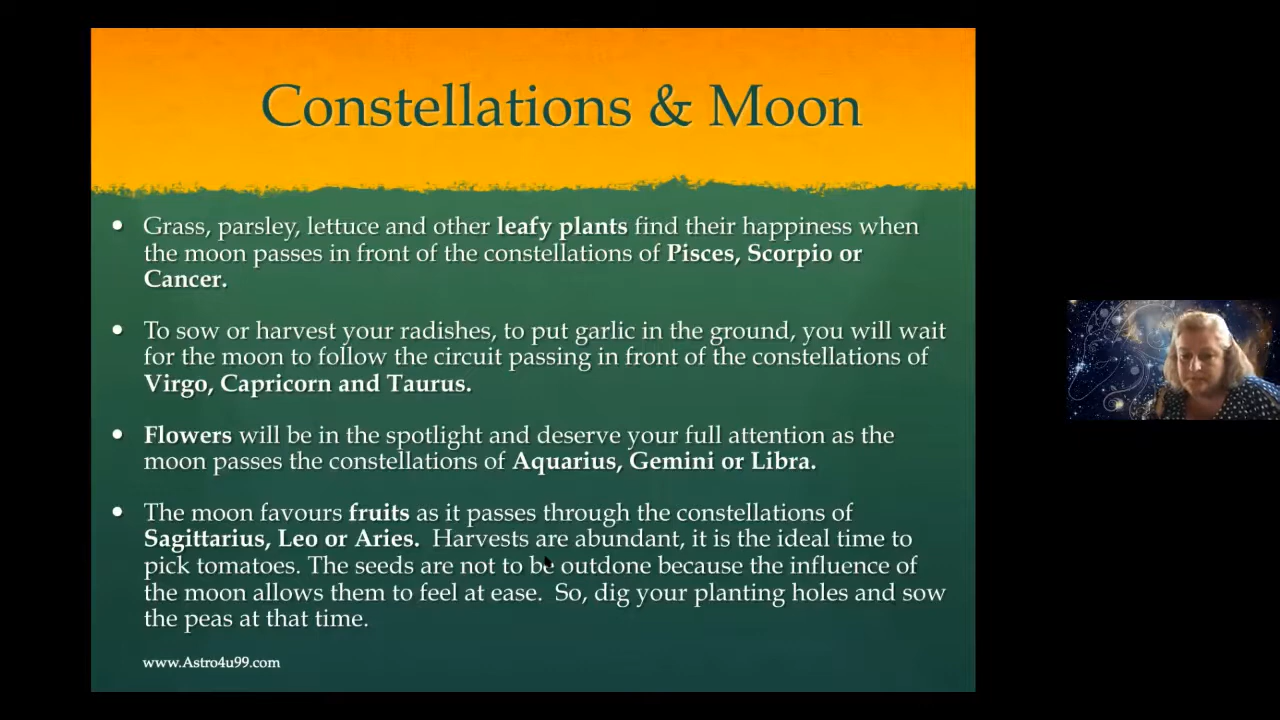 Constellations & Moon
• Grass, parsley, lettuce and other leafy plants find their happiness when
the moon passes in front of the constellations of Pisces, Scorpio or
Cancer.
• To sow or harvest your radishes, to put garlic in the ground, you will wait
for the moon to follow the circuit passing in front of the constellations of
Virgo, Capricorn and Taurus.
• Flowers will be in the spotlight and deserve your full attention as the
moon passes the constellations of Aquarius, Gemini or Libra.
• The moon favours fruits as it passes through the constellations of
Sagittarius, Leo or Aries. Harvests are abundant, it is the ideal time to
pick tomatoes. The seeds are not to be outdone because the influence of
the moon allows them to feel at ease. So, dig your planting holes and sow
the peas at that time.
www.Astro4u99.com